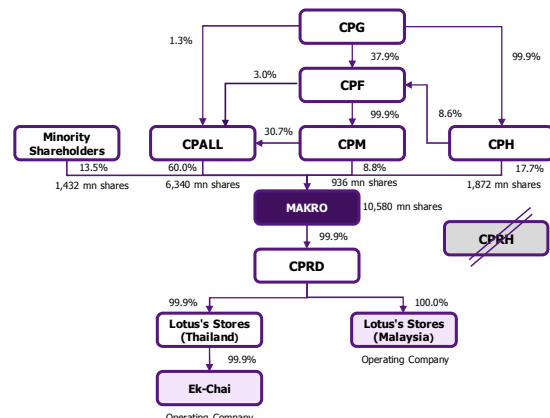 CPG
1.3%
37.9%
99.9%
CPF
3.0%
99.9%
8.6%
Minority
Shareholders
CPALL
30.7%
CPM
CPH
13.5%
60.0%
8.8%
17.7%
1,432 mn shares
6,340 mn shares
936 mn shares
1,872 mn shares
MAKRO
10,580 mn shares
99.9%
CPRH
CPRD
99.9%
100.0%
Lotus's Stores
(Thailand)
Lotus's Stores
(Malaysia)
99.9%
Operating Company
Ek-Chai
Operating Company